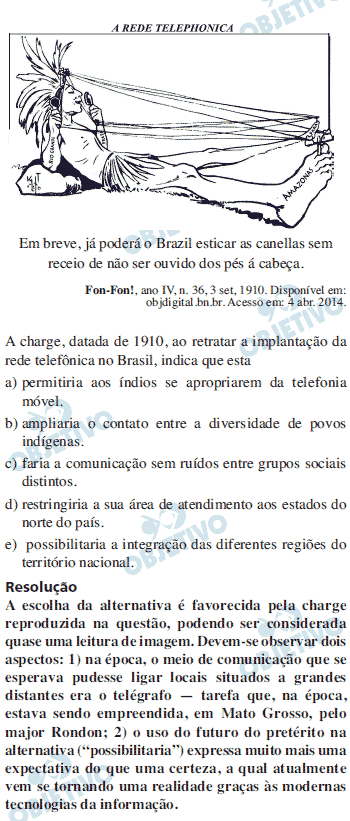 A REDE TELEPHONICA
AMAZONAS
Em breve, já poderá o Brazil esticar as canellas sem
receio de não ser ouvido dos pés á cabeça.
Fon-Fon!, ano IV, n. 36, 3 set, 1910. Disponível em:
objdigital.bn.br. Acesso em: 4 abr. 2014.
A charge, datada de 1910, ao retratar a implantação da
rede telefônica no Brasil, indica que esta
a) permitiria aos índios se apropriarem da telefonia
móvel.
b) ampliaria o contato entre a diversidade de povos
indígenas.
c) faria a comunicação sem ruídos entre grupos sociais
distintos.
d) restringiria a sua área de atendimento aos estados do
norte do país.
e) possibilitaria a integração das diferentes regiões do
território nacional.
Resolução
A escolha da alternativa é favorecida pela charge
reproduzida na questão, podendo ser considerada
quase uma leitura de imagem. Devem-se observar dois
aspectos: 1) na época, o meio de comunicação que se
esperava pudesse ligar locais situados a grandes
distantes era o telégrafo — tarefa que, na época,
estava sendo empreendida, em Mato Grosso, pelo
major Rondon; 2) o uso do futuro do pretérito na
alternativa (“possibilitaria”) expressa muito mais uma
expectativa do que uma certeza, a qual atualmente
vem se tornando uma realidade graças às modernas
tecnologias da informação.
OBJETIVO
OBJETIVO
OBJETIVO
OBJETIVO
OBJETIVO
OBJETIVO